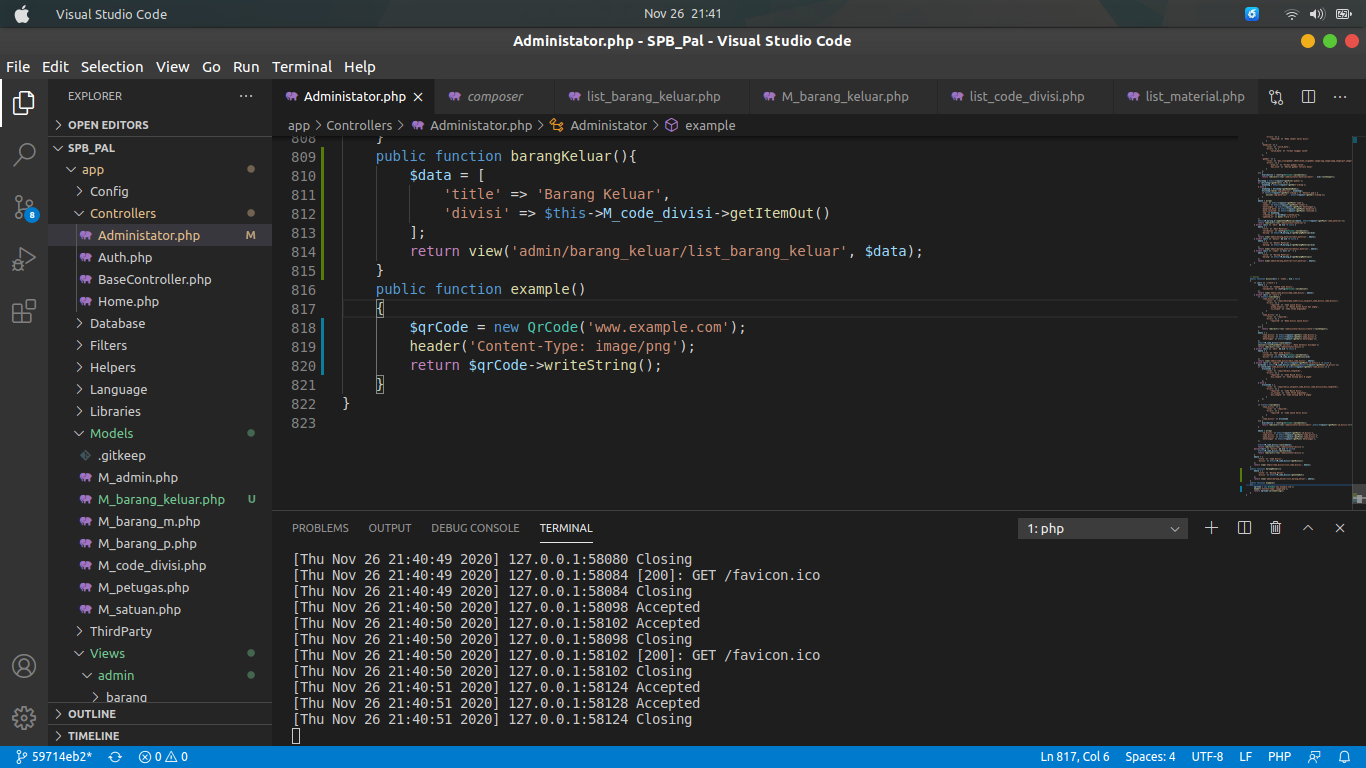 Visual Studio Code
Nov 26 21:41
Administator.php - SPB_Pal - Visual Studio Code
File Edit Selection View Go Run Terminal Help
EXPLORER
OPEN EDITORS
SPB_PAL
app
Config
Controllers
Administator.php M
Auth.php
BaseController.php
Home.php
Database
Filters
Helpers
Language
Libraries
Models
.gitkeep
M_admin.php
M_barang_keluar.php U
M_barang_m.php
M_barang_p.php
M_code_divisi.php
M_petugas.php
M_satuan.php
ThirdParty
Views
admin
barang
OUTLINE
TIMELINE
8
Administator.php composer list_barang_keluar.php M_barang_keluar.php list_code_divisi.php list_material.php
app > Controllers > Administator.php > Administator > example
808 }
809 public function barangKeluar(){
810 $data = [
811 'title' => 'Barang Keluar',
812 'divisi' => $this->M_code_divisi->getItemOut()
813 ];
814 return view('admin/barang_keluar/list_barang_keluar', $data);
815 }
816 public function example()
817 {
818 $qrCode = new QrCode('www.example.com');
819 header('Content-Type: image/png');
820 return $qrCode->writeString();
821 }
822 }
823
PROBLEMS OUTPUT DEBUG CONSOLE TERMINAL
1: php
[Thu Nov 26 21:40:49 2020] 127.0.0.1:58080 Closing
[Thu Nov 26 21:40:49 2020] 127.0.0.1:58084 [200]: GET /favicon.ico
[Thu Nov 26 21:40:49 2020] 127.0.0.1:58084 Closing
[Thu Nov 26 21:40:50 2020] 127.0.0.1:58098 Accepted
[Thu Nov 26 21:40:50 2020] 127.0.0.1:58102 Accepted
[Thu Nov 26 21:40:50 2020] 127.0.0.1:58098 Closing
[Thu Nov 26 21:40:50 2020] 127.0.0.1:58102 [200]: GET /favicon.ico
[Thu Nov 26 21:40:50 2020] 127.0.0.1:58102 Closing
[Thu Nov 26 21:40:51 2020] 127.0.0.1:58124 Accepted
[Thu Nov 26 21:40:51 2020] 127.0.0.1:58128 Accepted
[Thu Nov 26 21:40:51 2020] 127.0.0.1:58124 Closing
59714eb2* 0 0 Ln 817, Col 6 Spaces: 4 UTF-8 LF PHP